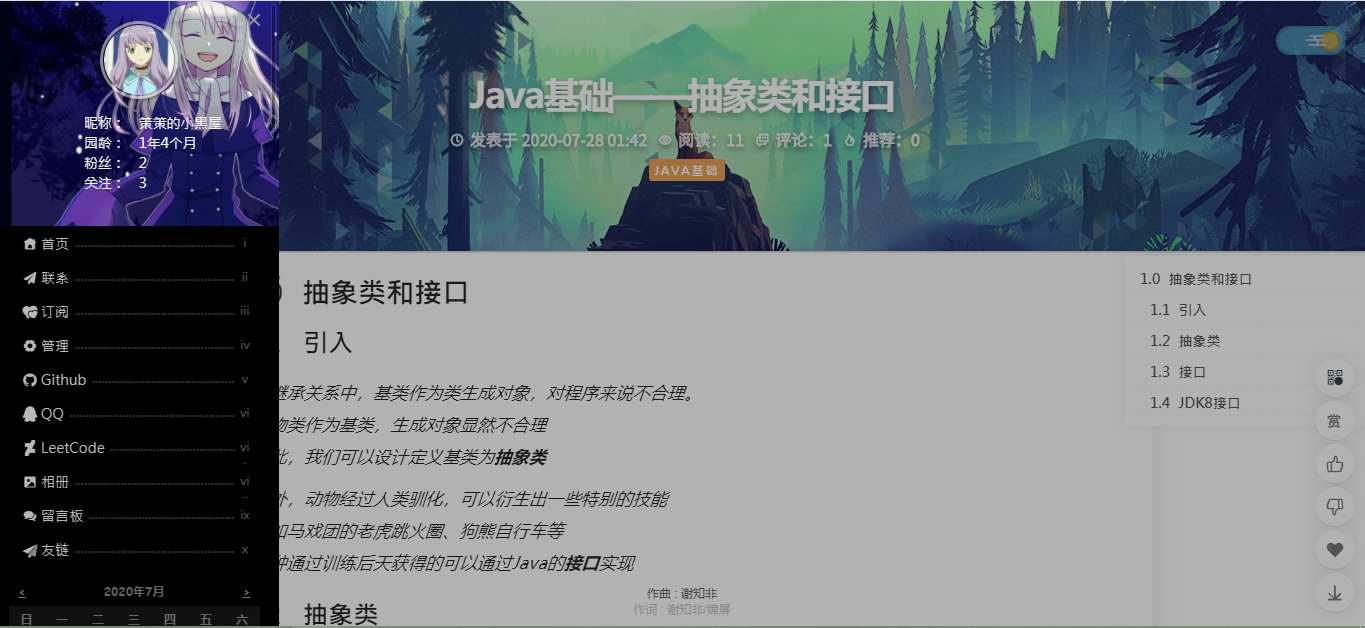 昵称： 策策的小黑屋
园龄： 1年4个月
粉丝： 2
关注： 3
首页 i
联系 ii
订阅 iii
管理 iv
Github v
QQ vi
LeetCode vi
相册 vi
留言板 ix
友链 x
< 2020年7月 >
日 一 二 三 四 五 六
Java基础——抽象类和接口
发表于 2020-07-28 01:42 阅读：11 评论：1 推荐：0
JAVA基础
抽象类和接口
引入
继承关系中，基类作为类生成对象，对程序来说不合理。
物类作为基类，生成对象显然不合理
此，我们可以设计定义基类为抽象类
外，动物经过人类驯化，可以衍生出一些特别的技能
如马戏团的老虎跳火圈、狗熊自行车等
种通过训练后天获得的可以通过Java的接口实现
抽象类
作曲 : 谢知非
作词 : 谢知非/锦屏
1.0 抽象类和接口
1.1 引入
1.2 抽象类
1.3 接口
1.4 JDK8接口
赏